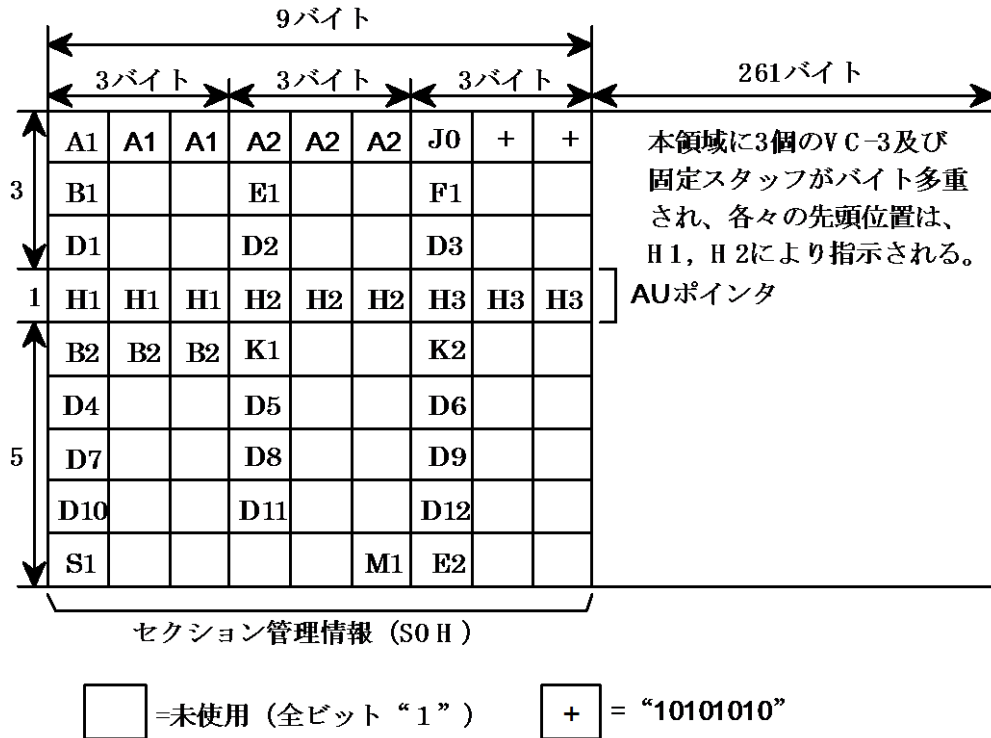 9バイト
3バイト 3バイト 3バイト 261バイト
A1 A1 A1 A2 A2 A2 J0 + +
B1 E1 F1
D1 D2 D3
3
本領域に3個のVC-3及び
固定スタッフがバイト多重
され、各々の先頭位置は、
H1,H2により指示される。
1 H1 H1 H1 H2 H2 H2 H3 H3 H3 AUポインタ
B2 B2 B2 K1 K2
D4 D5 D6
5 D7 D8 D9
D10 D11 D12
S1 M1 E2
セクション管理情報(SOH)
=未使用(全ビット“1”) + = “10101010”